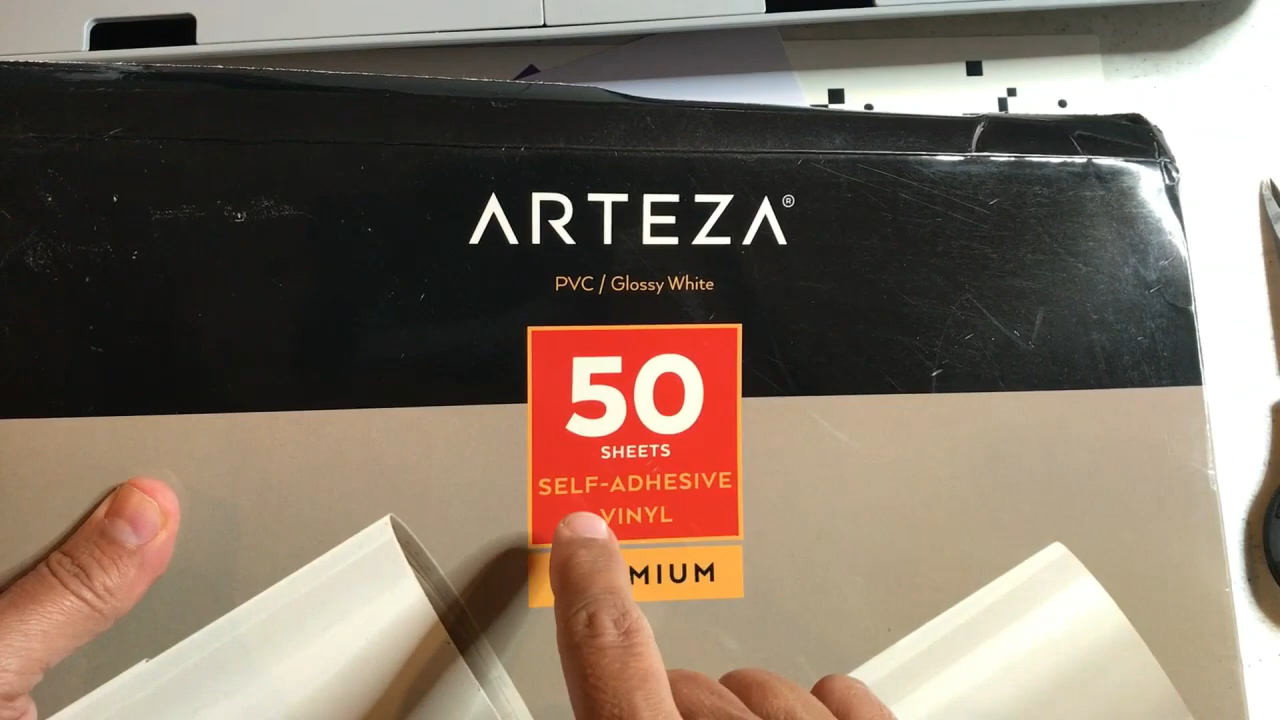 ARTEZA®
PVC / Glossy White
50
SHEETS
SELF-ADHESIVE
VINYL
MIUM